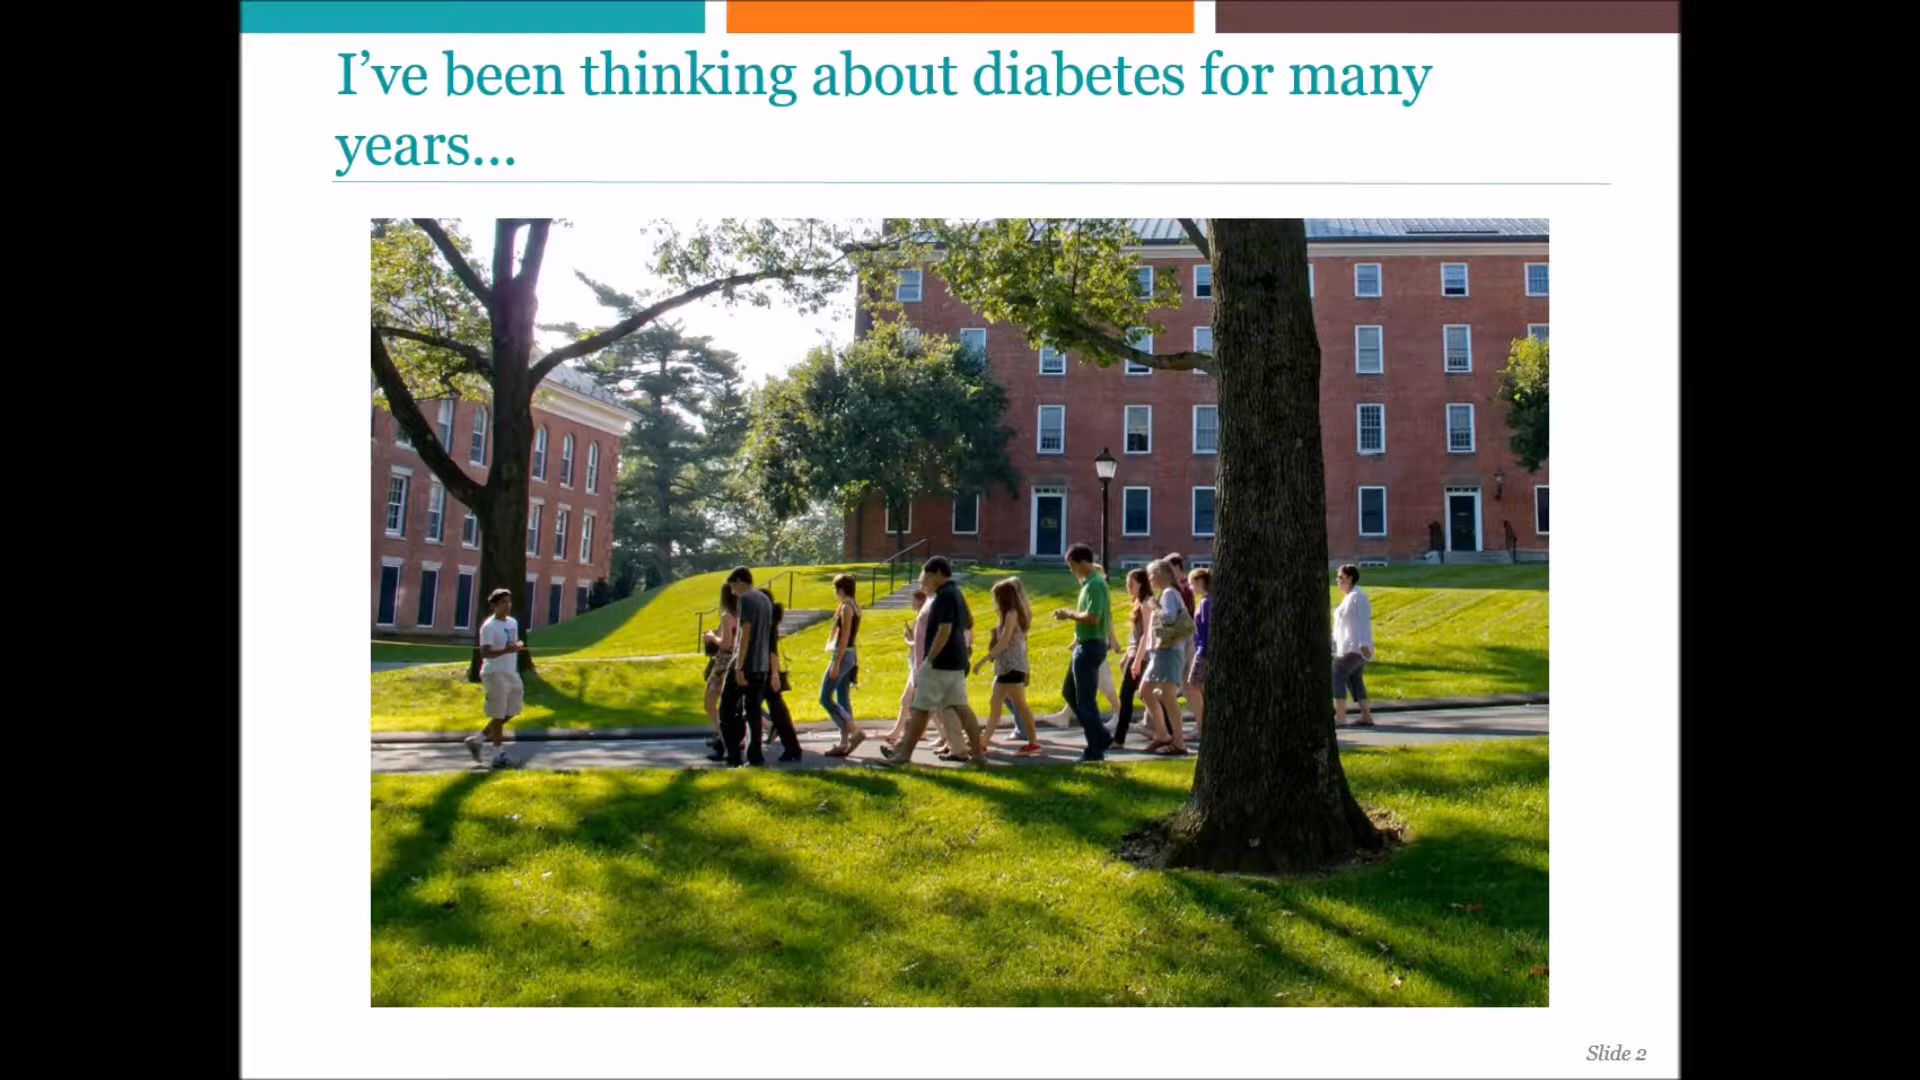 I’ve been thinking about diabetes for many
years…
Slide 2